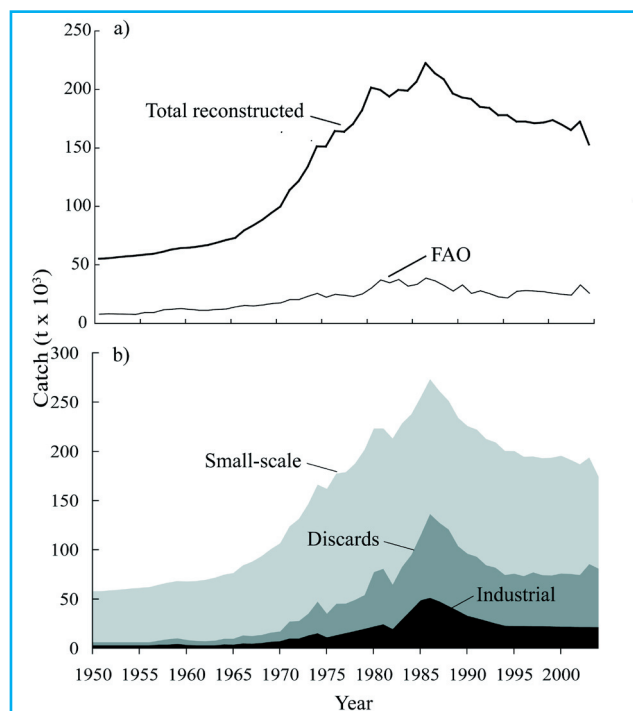 a)
250
200
150
100
50
0
Total reconstructed
FAO
Catch (t x 10³)
b)
300
250
200
150
100
50
0
Small-scale
Discards
Industrial
1950 1955 1960 1965 1970 1975 1980 1985 1990 1995 2000
Year